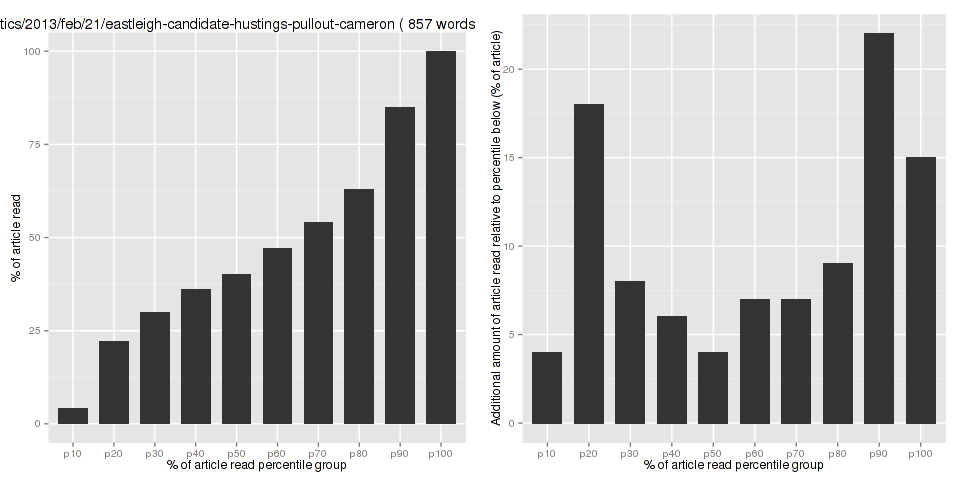 tics/2013/feb/21/eastleigh-candidate-hustings-pullout-cameron ( 857 words
100
75
50
25
0
% of article read
p10 p20 p30 p40 p50 p60 p70 p80 p90 p100
% of article read percentile group
20
15
10
5
0
Additional amount of article read relative to percentile below (% of article)
p10 p20 p30 p40 p50 p60 p70 p80 p90 p100
% of article read percentile group